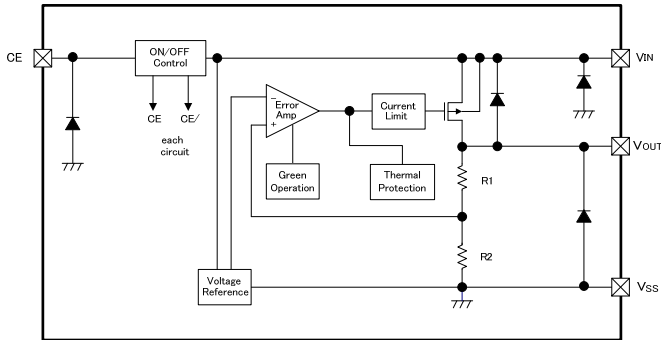 CE
ON/OFF
Control
VIN
CE
CE/
each
circuit
−
Error
Amp
+
Current
Limit
Green
Operation
Thermal
Protection
VOUT
R1
R2
Voltage
Reference
VSS